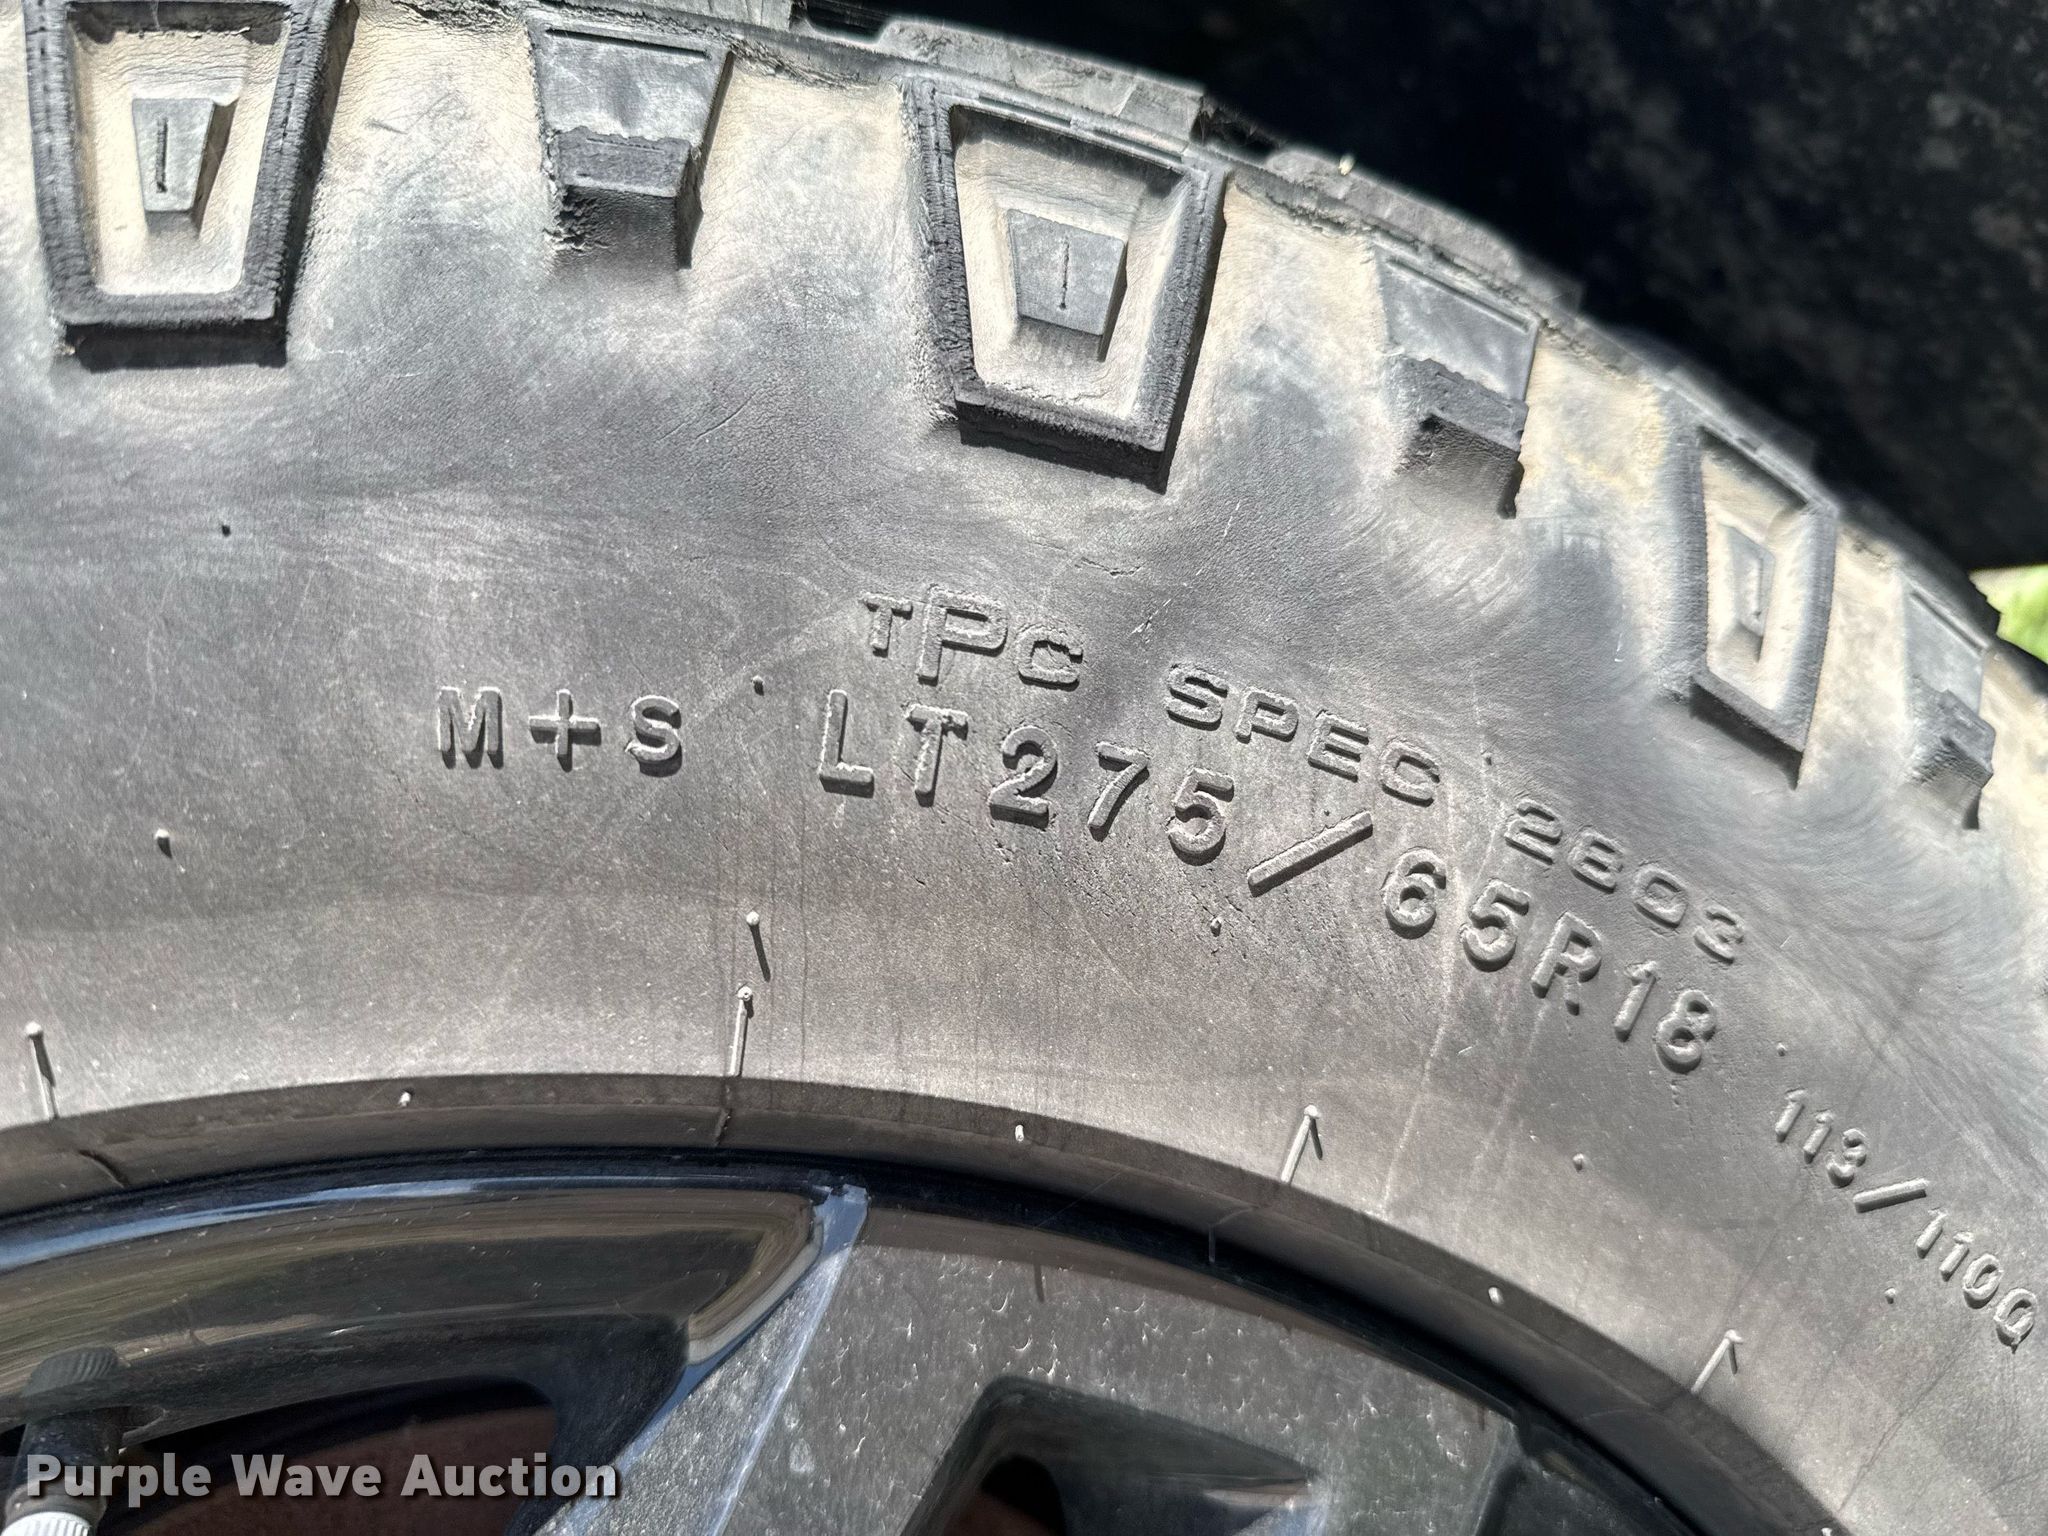 TPC SPEC 2803
M+S LT275/65R18 113/110Q
Purple Wave Auction